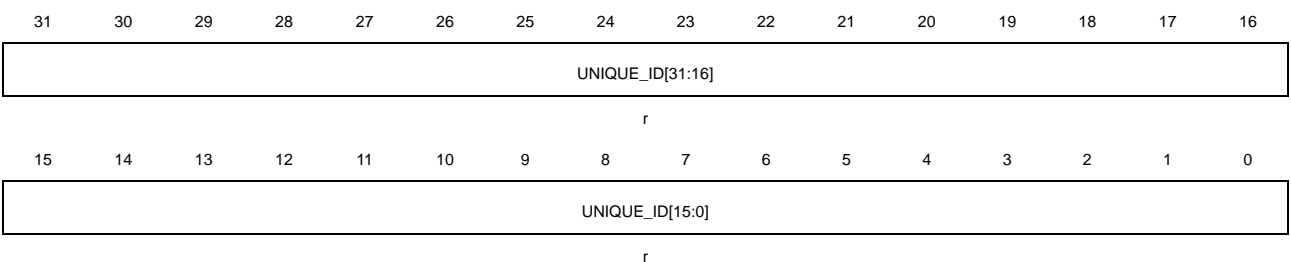 31 30 29 28 27 26 25 24 23 22 21 20 19 18 17 16
UNIQUE_ID[31:16]
r
15 14 13 12 11 10 9 8 7 6 5 4 3 2 1 0
UNIQUE_ID[15:0]
r